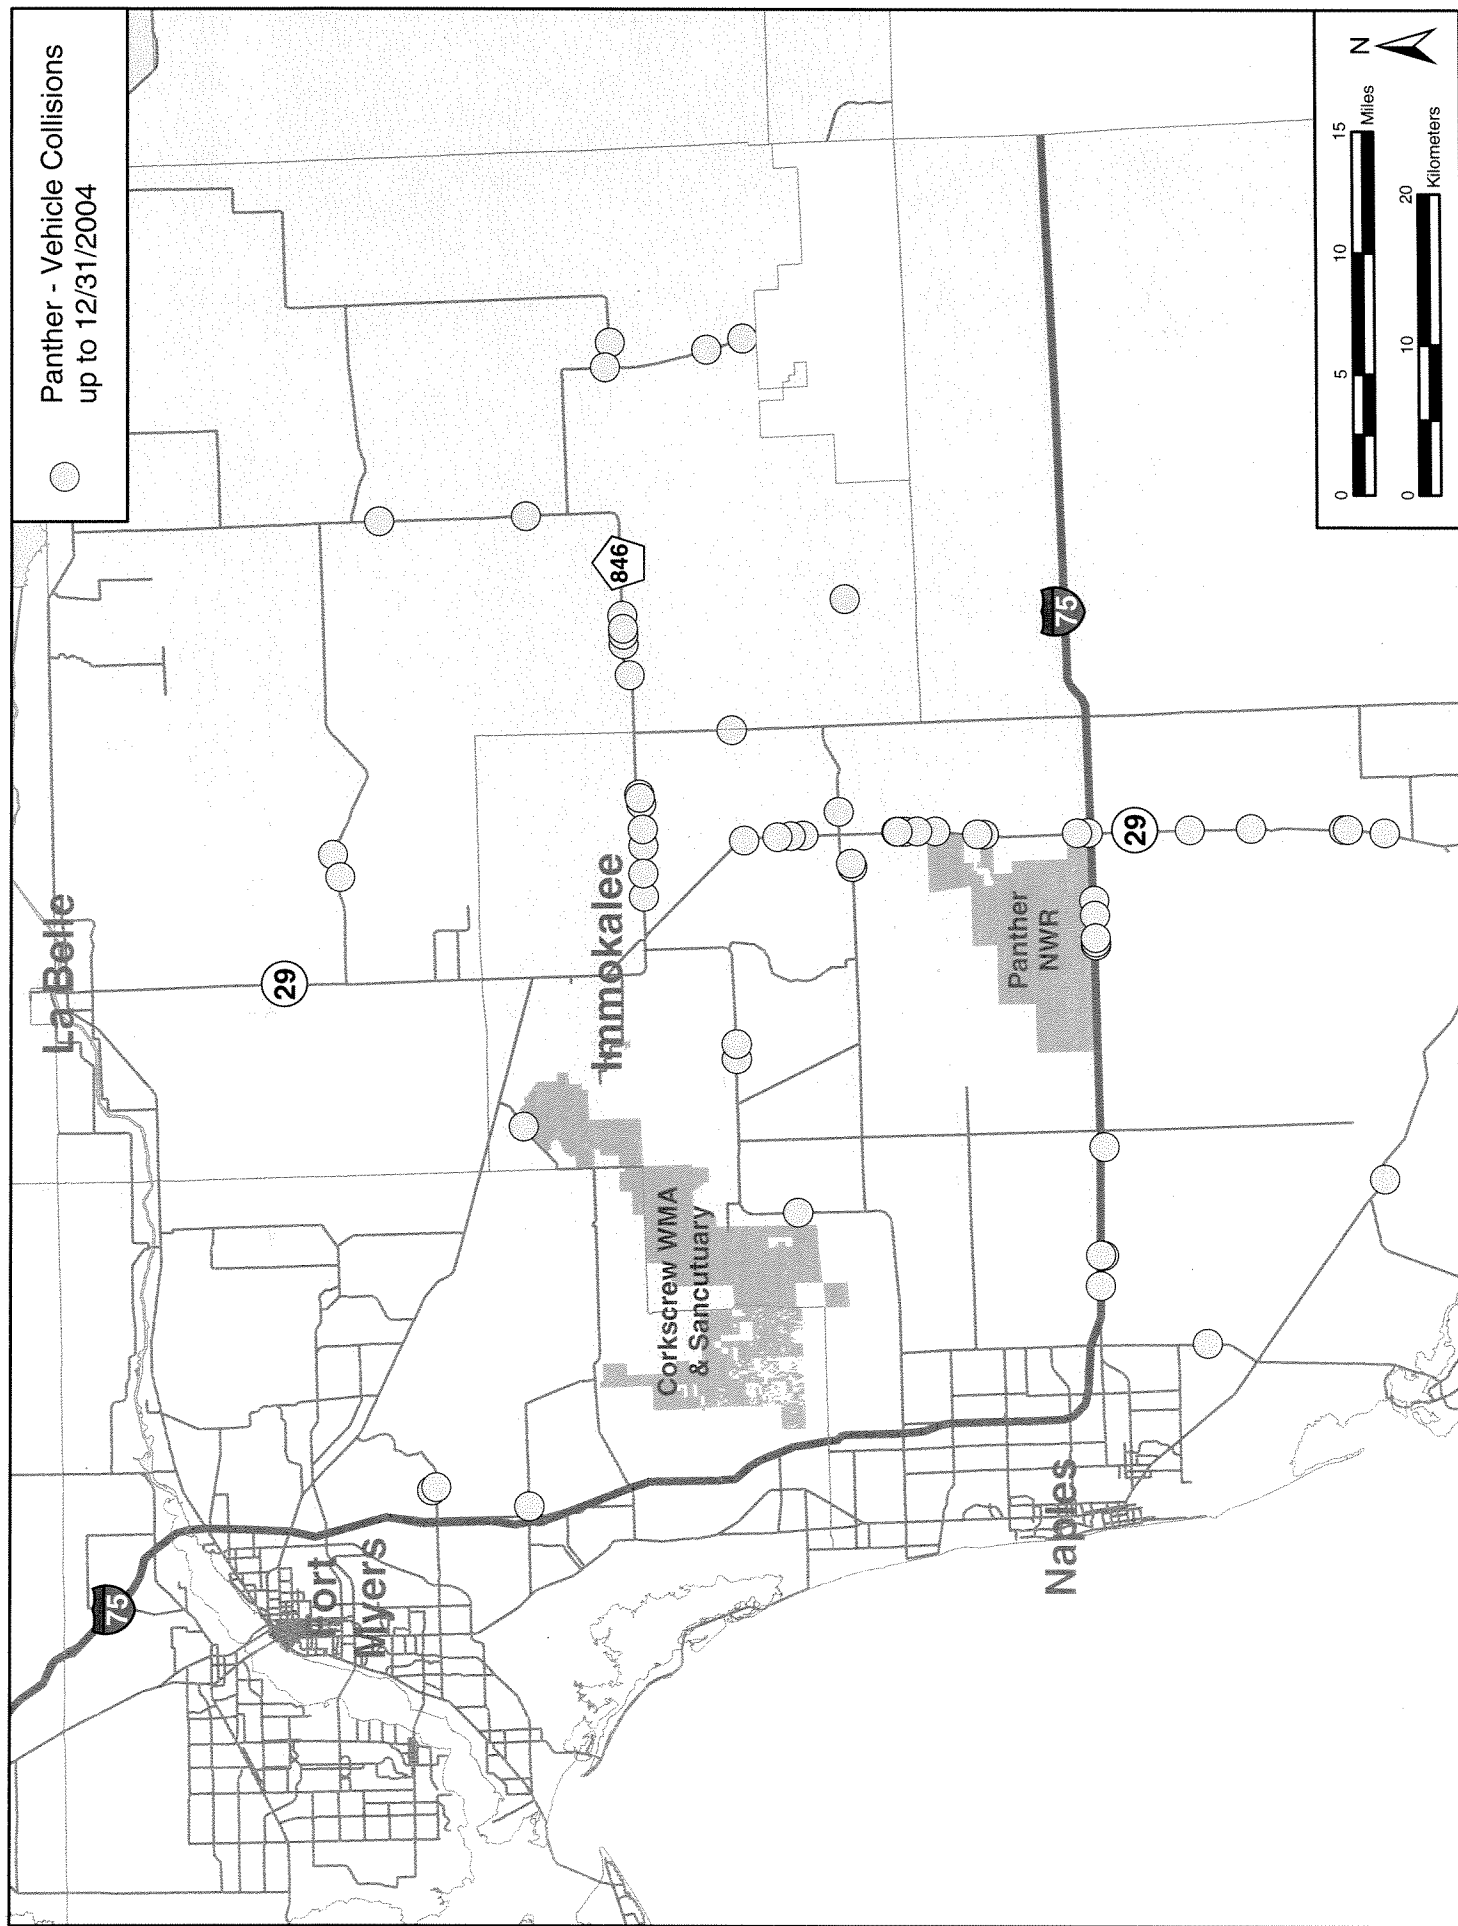 Panther - Vehicle Collisions
up to 12/31/2004
La Belle
29
75
Fort
Myers
Immokalee
846
Corkscrew WMA
& Sancutuary
Panther
NWR
75
29
Naples
N
0 5 10 15
Miles
0 10 20
Kilometers